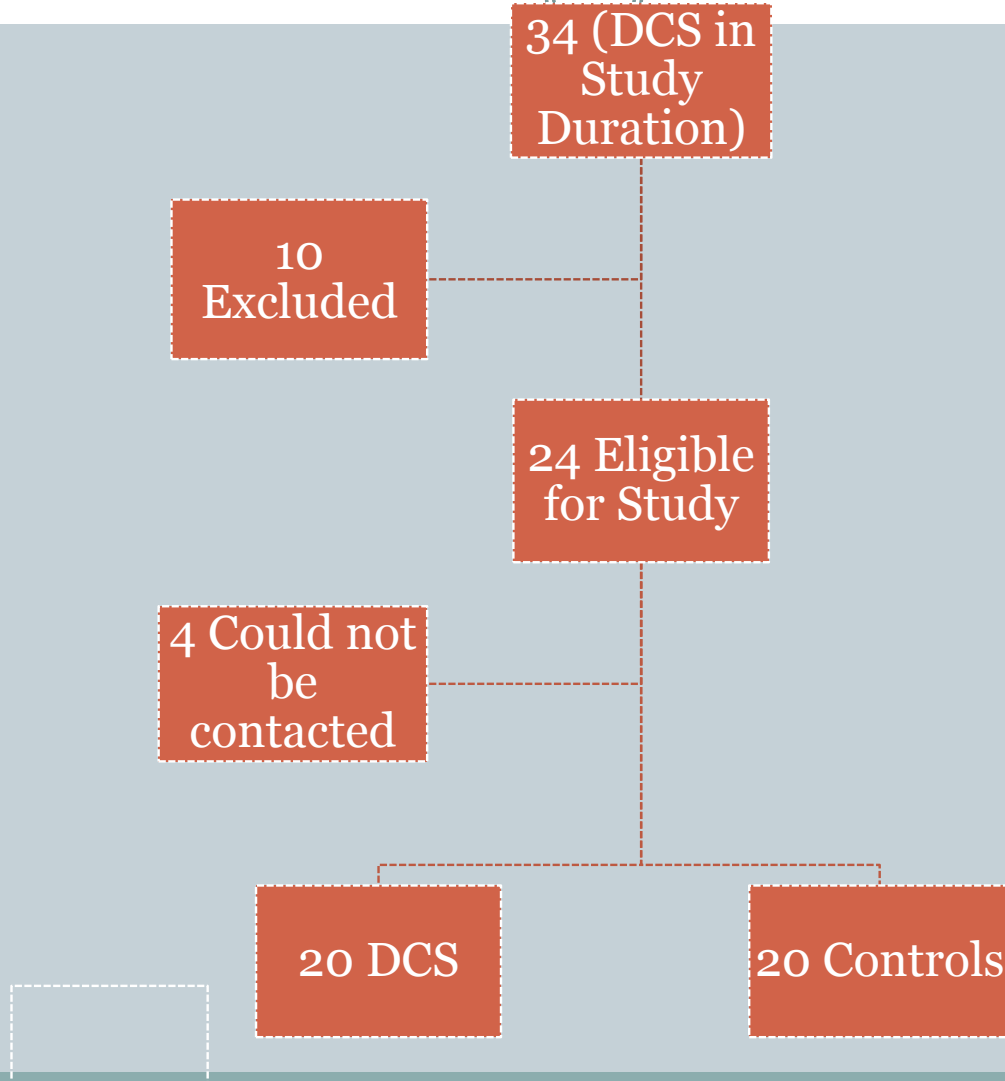 34 (DCS in
Study
Duration)
10
Excluded
24 Eligible
for Study
4 Could not
be
contacted
20 DCS
20 Controls